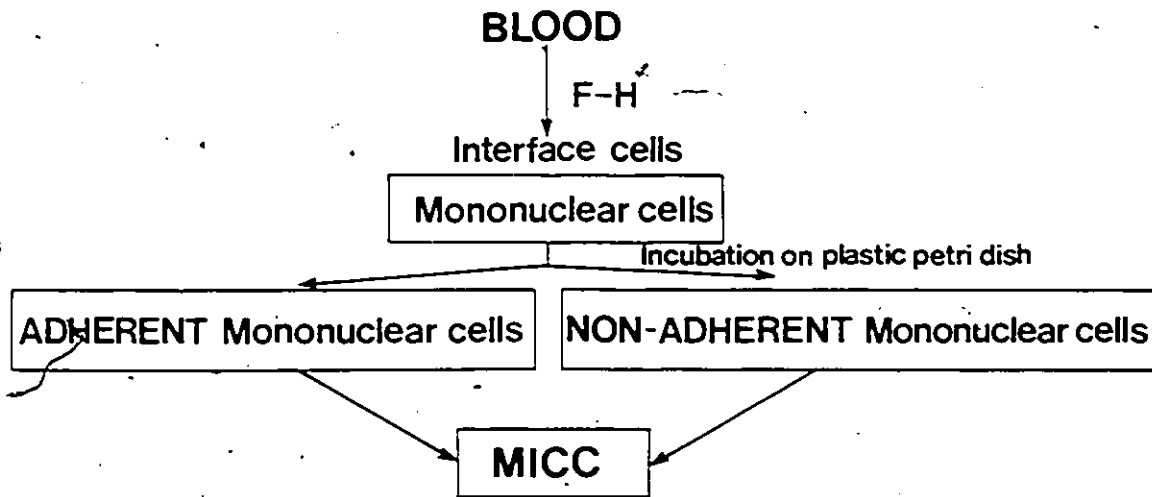 BLOOD
F-H
Interface cells
Mononuclear cells
Incubation on plastic petri dish
ADHERENT Mononuclear cells
NON-ADHERENT Mononuclear cells
MICC